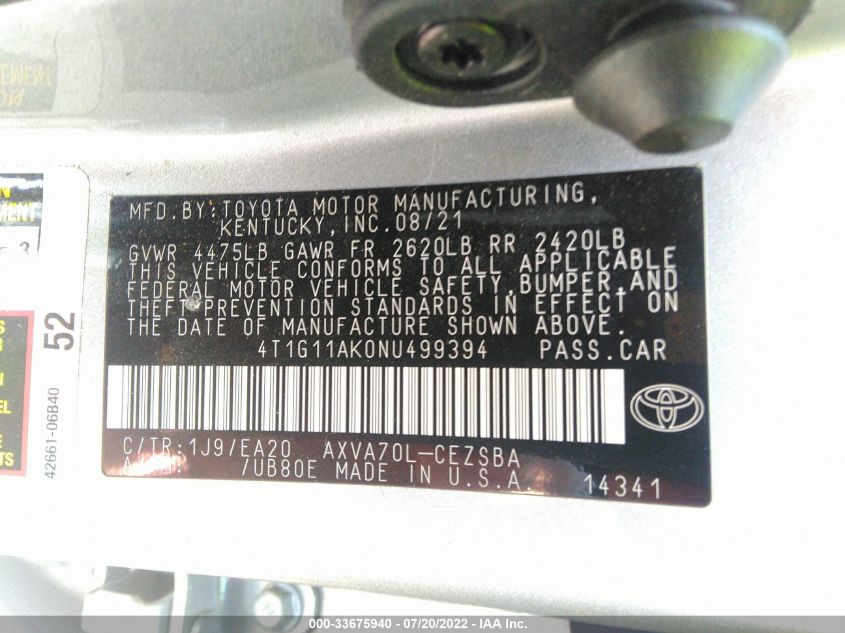 MFD.BY:TOYOTA MOTOR MANUFACTURING,
KENTUCKY,INC.08/21
GVWR 4475LB GAWR FR 2620LB RR 2420LB
THIS VEHICLE CONFORMS TO ALL APPLICABLE
FEDERAL MOTOR VEHICLE SAFETY,BUMPER,AND
THEFT PREVENTION STANDARDS IN EFFECT ON
THE DATE OF MANUFACTURE SHOWN ABOVE.
4T1G11AK0NU499394 PASS.CAR
C/TR:1J9/EA20 AXVA70L-CEZSBA
/UB80E MADE IN U.S.A.
14341
52
42661-06B40
000-33675940 - 07/20/2022 - IAA Inc.